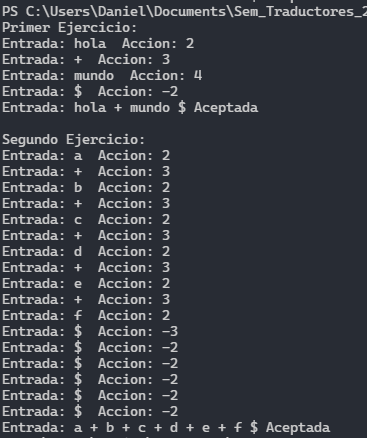 PS C:\Users\Daniel\Documents\Sem_Traductores_2
Primer Ejercicio:
Entrada: hola  Accion: 2
Entrada: +  Accion: 3
Entrada: mundo  Accion: 4
Entrada: $  Accion: -2
Entrada: hola + mundo $ Aceptada

Segundo Ejercicio:
Entrada: a  Accion: 2
Entrada: +  Accion: 3
Entrada: b  Accion: 2
Entrada: +  Accion: 3
Entrada: c  Accion: 2
Entrada: +  Accion: 3
Entrada: d  Accion: 2
Entrada: +  Accion: 3
Entrada: e  Accion: 2
Entrada: +  Accion: 3
Entrada: f  Accion: 2
Entrada: $  Accion: -3
Entrada: $  Accion: -2
Entrada: $  Accion: -2
Entrada: $  Accion: -2
Entrada: $  Accion: -2
Entrada: $  Accion: -2
Entrada: a + b + c + d + e + f $ Aceptada